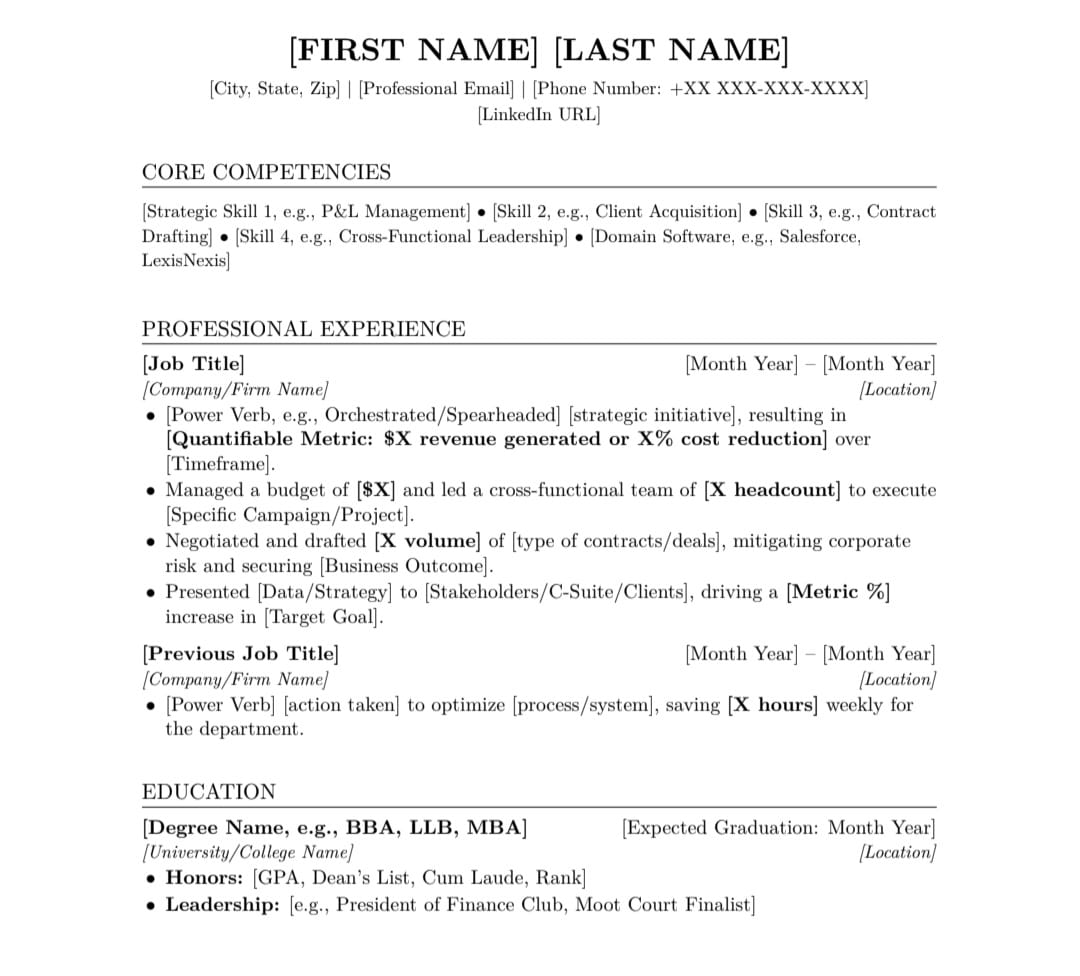 [FIRST NAME] [LAST NAME]
[City, State, Zip] | [Professional Email] | [Phone Number: +XX XXX-XXX-XXXX]
[LinkedIn URL]
CORE COMPETENCIES
[Strategic Skill 1, e.g., P&L Management] ● [Skill 2, e.g., Client Acquisition] ● [Skill 3, e.g., Contract
Drafting] ● [Skill 4, e.g., Cross-Functional Leadership] ● [Domain Software, e.g., Salesforce,
LexisNexis]
PROFESSIONAL EXPERIENCE
[Job Title] [Month Year] – [Month Year]
[Company/Firm Name] [Location]
● [Power Verb, e.g., Orchestrated/Spearheaded] [strategic initiative], resulting in
[Quantifiable Metric: $X revenue generated or X% cost reduction] over
[Timeframe].
● Managed a budget of [$X] and led a cross-functional team of [X headcount] to execute
[Specific Campaign/Project].
● Negotiated and drafted [X volume] of [type of contracts/deals], mitigating corporate
risk and securing [Business Outcome].
● Presented [Data/Strategy] to [Stakeholders/C-Suite/Clients], driving a [Metric %]
increase in [Target Goal].
[Previous Job Title] [Month Year] – [Month Year]
[Company/Firm Name] [Location]
● [Power Verb] [action taken] to optimize [process/system], saving [X hours] weekly for
the department.
EDUCATION
[Degree Name, e.g., BBA, LLB, MBA] [Expected Graduation: Month Year]
[University/College Name] [Location]
● Honors: [GPA, Dean's List, Cum Laude, Rank]
● Leadership: [e.g., President of Finance Club, Moot Court Finalist]